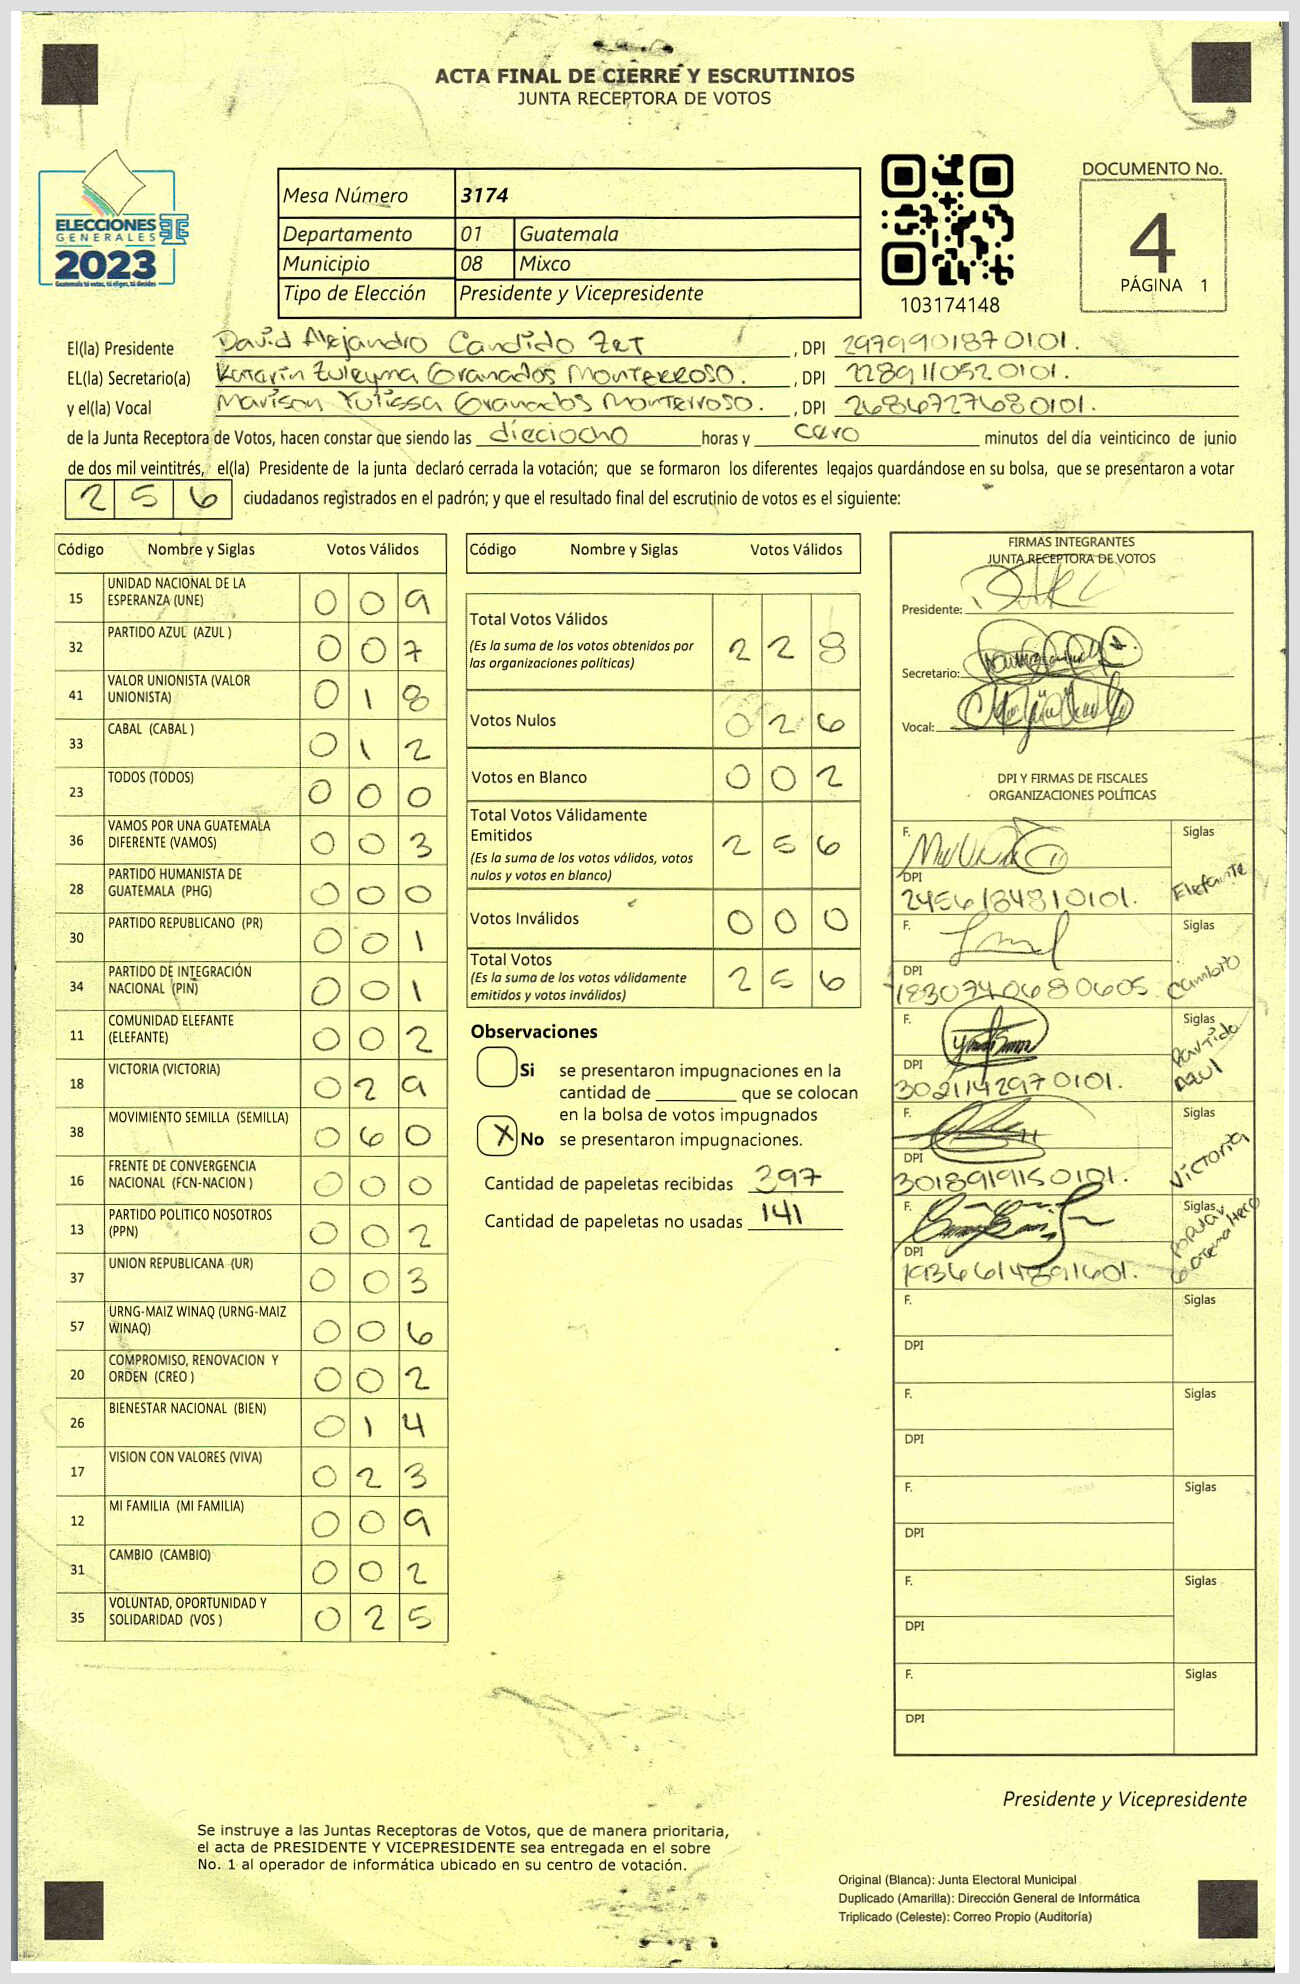 ACTA FINAL DE CIERRE Y ESCRUTINIOS
JUNTA RECEPTORA DE VOTOS
ELECCIONES
GENERALES
2023
Guatemala tú votas, tú eliges, tú decides
Mesa Número 3174
Departamento 01 Guatemala
Municipio 08 Mixco
Tipo de Elección Presidente y Vicepresidente
103174148
DOCUMENTO No.
4
PÁGINA 1
El(la) Presidente David Alejandro Candido Zet , DPI 2979901870101.
EL(la) Secretario(a) Katarin Zuleyma Granados Monterroso. , DPI 2289110520101.
y el(la) Vocal Marison Yulissa Granados Monterroso. , DPI 2686727680101.
de la Junta Receptora de Votos, hacen constar que siendo las dieciocho horas y cero minutos del día veinticinco de junio
de dos mil veintitrés, el(la) Presidente de la junta declaró cerrada la votación; que se formaron los diferentes legajos quardándose en su bolsa, que se presentaron a votar
256 ciudadanos registrados en el padrón; y que el resultado final del escrutinio de votos es el siguiente:
Código Nombre y Siglas Votos Válidos
15 UNIDAD NACIONAL DE LA ESPERANZA (UNE) 0 0 9
32 PARTIDO AZUL (AZUL ) 0 0 7
41 VALOR UNIONISTA (VALOR UNIONISTA) 0 1 8
33 CABAL (CABAL ) 0 1 2
23 TODOS (TODOS) 0 0 0
36 VAMOS POR UNA GUATEMALA DIFERENTE (VAMOS) 0 0 3
28 PARTIDO HUMANISTA DE GUATEMALA (PHG) 0 0 0
30 PARTIDO REPUBLICANO (PR) 0 0 1
34 PARTIDO DE INTEGRACIÓN NACIONAL (PIN) 0 0 1
11 COMUNIDAD ELEFANTE (ELEFANTE) 0 0 2
18 VICTORIA (VICTORIA) 0 2 9
38 MOVIMIENTO SEMILLA (SEMILLA) 0 6 0
16 FRENTE DE CONVERGENCIA NACIONAL (FCN-NACION ) 0 0 0
13 PARTIDO POLITICO NOSOTROS (PPN) 0 0 2
37 UNION REPUBLICANA (UR) 0 0 3
57 URNG-MAIZ WINAQ (URNG-MAIZ WINAQ) 0 0 6
20 COMPROMISO, RENOVACION Y ORDEN (CREO ) 0 0 2
26 BIENESTAR NACIONAL (BIEN) 0 1 4
17 VISION CON VALORES (VIVA) 0 2 3
12 MI FAMILIA (MI FAMILIA) 0 0 9
31 CAMBIO (CAMBIO) 0 0 2
35 VOLUNTAD, OPORTUNIDAD Y SOLIDARIDAD (VOS ) 0 2 5
Código Nombre y Siglas Votos Válidos
Total Votos Válidos 2 2 8
(Es la suma de los votos obtenidos por
las organizaciones políticas)
Votos Nulos 0 2 6
Votos en Blanco 0 0 2
Total Votos Válidamente
Emitidos 2 5 6
(Es la suma de los votos válidos, votos
nulos y votos en blanco)
Votos Inválidos 0 0 0
Total Votos 2 5 6
(Es la suma de los votos válidamente
emitidos y votos inválidos)
Observaciones
Si se presentaron impugnaciones en la
cantidad de ________ que se colocan
en la bolsa de votos impugnados
X No se presentaron impugnaciones.
Cantidad de papeletas recibidas 397
Cantidad de papeletas no usadas 141
FIRMAS INTEGRANTES
JUNTA RECEPTORA DE VOTOS
Presidente:
Secretario:
Vocal:
DPI Y FIRMAS DE FISCALES
ORGANIZACIONES POLÍTICAS
F. Siglas
DPI 2456184810101. Elefante
F. Siglas
DPI 1830740680605. Cambio
F. Siglas
DPI 3021142970101. Partido azul
F. Siglas
DPI 3018919150101. Victoria
F. Siglas
DPI 1936614891601. Popular
F. Siglas
DPI
F. Siglas
DPI
F. Siglas
DPI
F. Siglas
DPI
F. Siglas
DPI
Presidente y Vicepresidente
Se instruye a las Juntas Receptoras de Votos, que de manera prioritaria,
el acta de PRESIDENTE Y VICEPRESIDENTE sea entregada en el sobre
No. 1 al operador de informática ubicado en su centro de votación.
Original (Blanca): Junta Electoral Municipal
Duplicado (Amarilla): Dirección General de Informática
Triplicado (Celeste): Correo Propio (Auditoría)